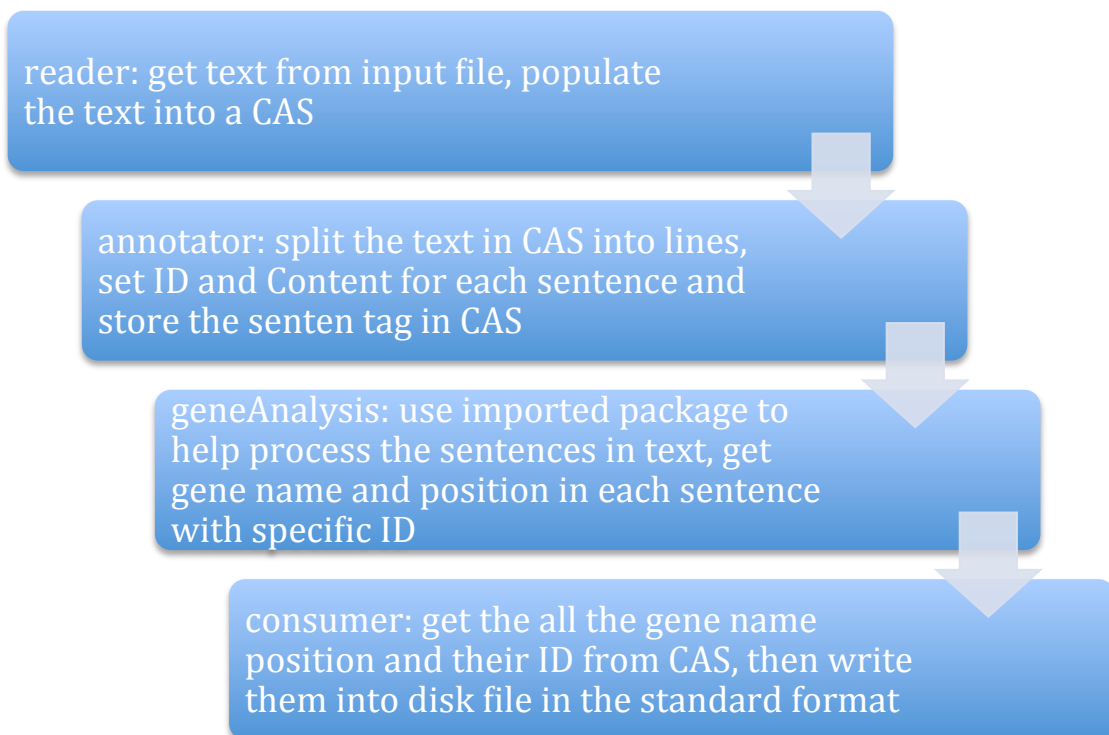 reader: get text from input file, populate
the text into a CAS
annotator: split the text in CAS into lines,
set ID and Content for each sentence and
store the senten tag in CAS
geneAnalysis: use imported package to
help process the sentences in text, get
gene name and position in each sentence
with specific ID
consumer: get the all the gene name
position and their ID from CAS, then write
them into disk file in the standard format